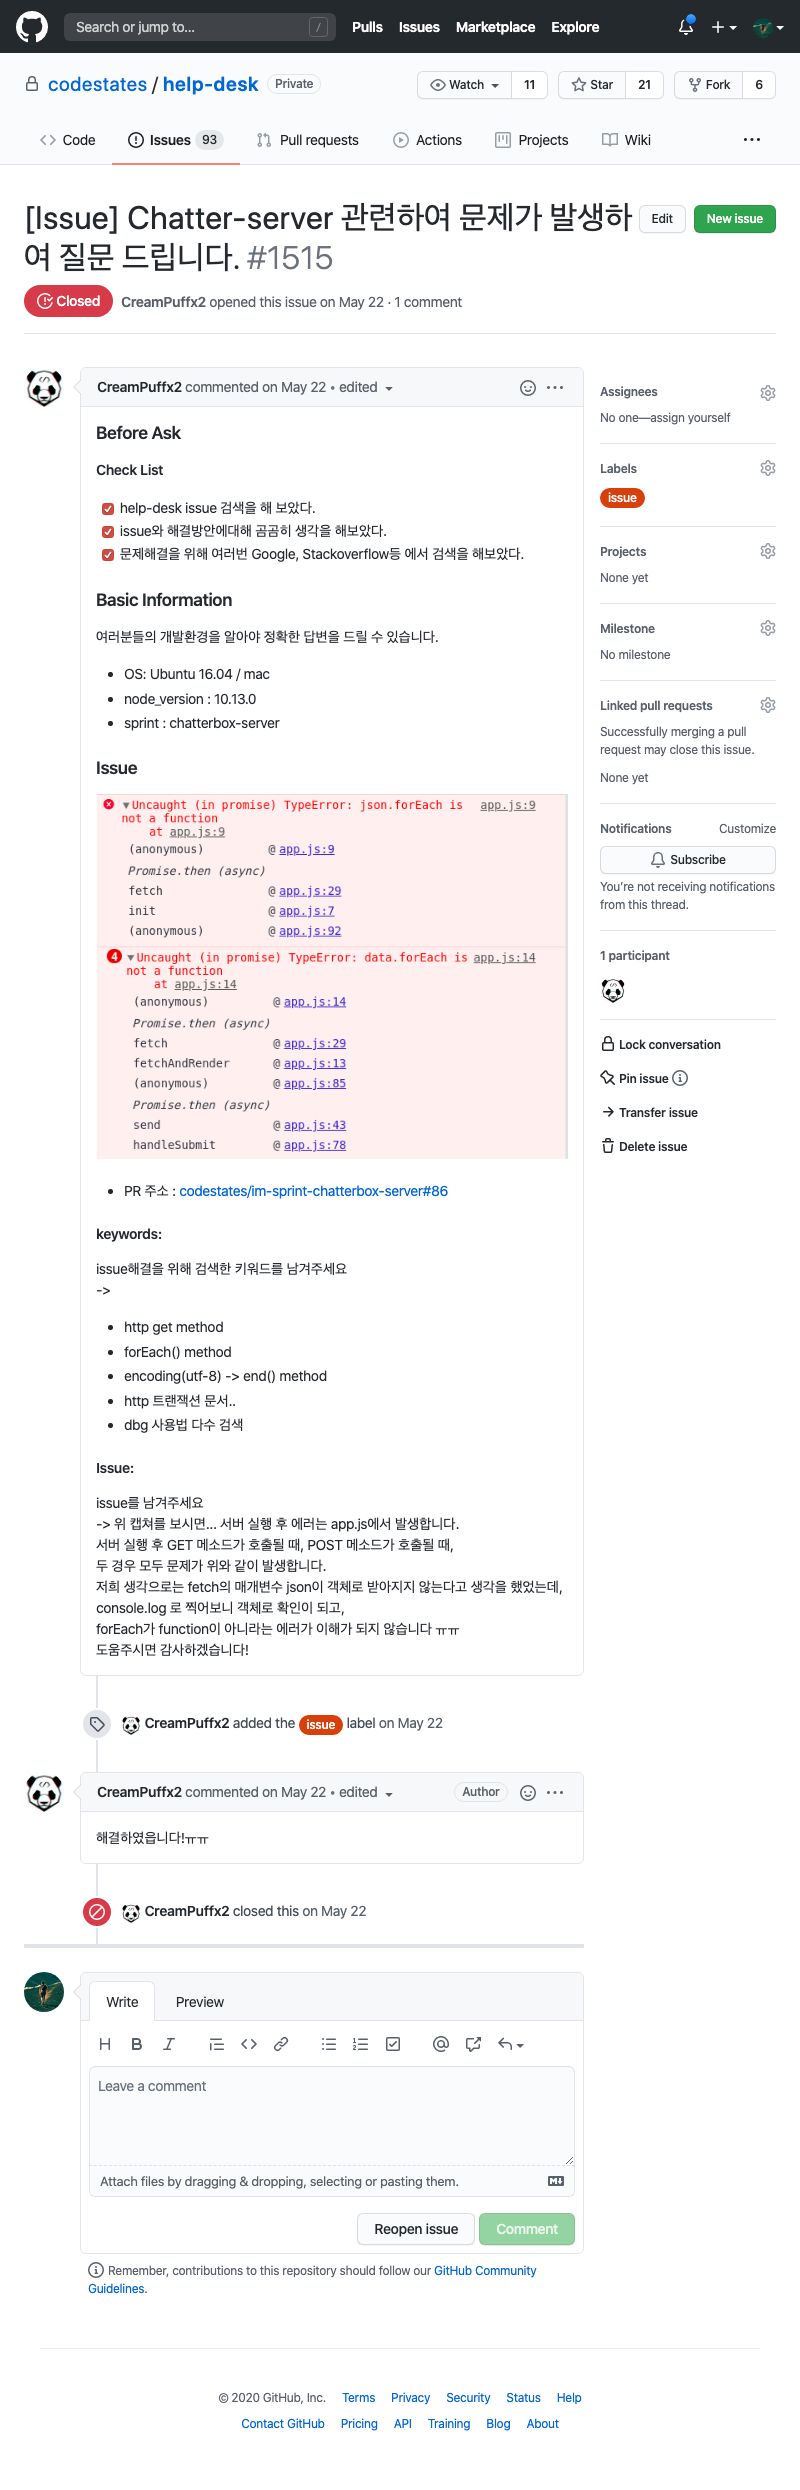 Search or jump to... /
Pulls Issues Marketplace Explore
codestates / help-desk Private
Watch 11 Star 21 Fork 6
Code Issues 93 Pull requests Actions Projects Wiki ...
[Issue] Chatter-server 관련하여 문제가 발생하
여 질문 드립니다. #1515
Edit New issue
Closed CreamPuffx2 opened this issue on May 22 · 1 comment
CreamPuffx2 commented on May 22 • edited
Before Ask
Check List
help-desk issue 검색을 해 보았다.
issue와 해결방안에대해 곰곰히 생각을 해보았다.
문제해결을 위해 여러번 Google, Stackoverflow등 에서 검색을 해보았다.
Basic Information
여러분들의 개발환경을 알아야 정확한 답변을 드릴 수 있습니다.
• OS: Ubuntu 16.04 / mac
• node_version : 10.13.0
• sprint : chatterbox-server
Issue
▼Uncaught (in promise) TypeError: json.forEach is app.js:9
not a function
at app.js:9
(anonymous) @ app.js:9
Promise.then (async)
fetch @ app.js:29
init @ app.js:7
(anonymous) @ app.js:92
4 ▼Uncaught (in promise) TypeError: data.forEach is app.js:14
not a function
at app.js:14
(anonymous) @ app.js:14
Promise.then (async)
fetch @ app.js:29
fetchAndRender @ app.js:13
(anonymous) @ app.js:85
Promise.then (async)
send @ app.js:43
handleSubmit @ app.js:78
• PR 주소 : codestates/im-sprint-chatterbox-server#86
keywords:
issue해결을 위해 검색한 키워드를 남겨주세요
->
• http get method
• forEach() method
• encoding(utf-8) -> end() method
• http 트랜잭션 문서..
• dbg 사용법 다수 검색
Issue:
issue를 남겨주세요
-> 위 캡쳐를 보시면... 서버 실행 후 에러는 app.js에서 발생합니다.
서버 실행 후 GET 메소드가 호출될 때, POST 메소드가 호출될 때,
두 경우 모두 문제가 위와 같이 발생합니다.
저희 생각으로는 fetch의 매개변수 json이 객체로 받아지지 않는다고 생각을 했었는데,
console.log 로 찍어보니 객체로 확인이 되고,
forEach가 function이 아니라는 에러가 이해가 되지 않습니다 ㅠㅠ
도움주시면 감사하겠습니다!
CreamPuffx2 added the issue label on May 22
CreamPuffx2 commented on May 22 • edited Author
해결하였읍니다!ㅠㅠ
CreamPuffx2 closed this on May 22
Write Preview
Leave a comment
Attach files by dragging & dropping, selecting or pasting them.
Reopen issue Comment
Remember, contributions to this repository should follow our GitHub Community
Guidelines.
Assignees
No one—assign yourself
Labels
issue
Projects
None yet
Milestone
No milestone
Linked pull requests
Successfully merging a pull
request may close this issue.
None yet
Notifications Customize
Subscribe
You're not receiving notifications
from this thread.
1 participant
Lock conversation
Pin issue
Transfer issue
Delete issue
© 2020 GitHub, Inc. Terms Privacy Security Status Help
Contact GitHub Pricing API Training Blog About